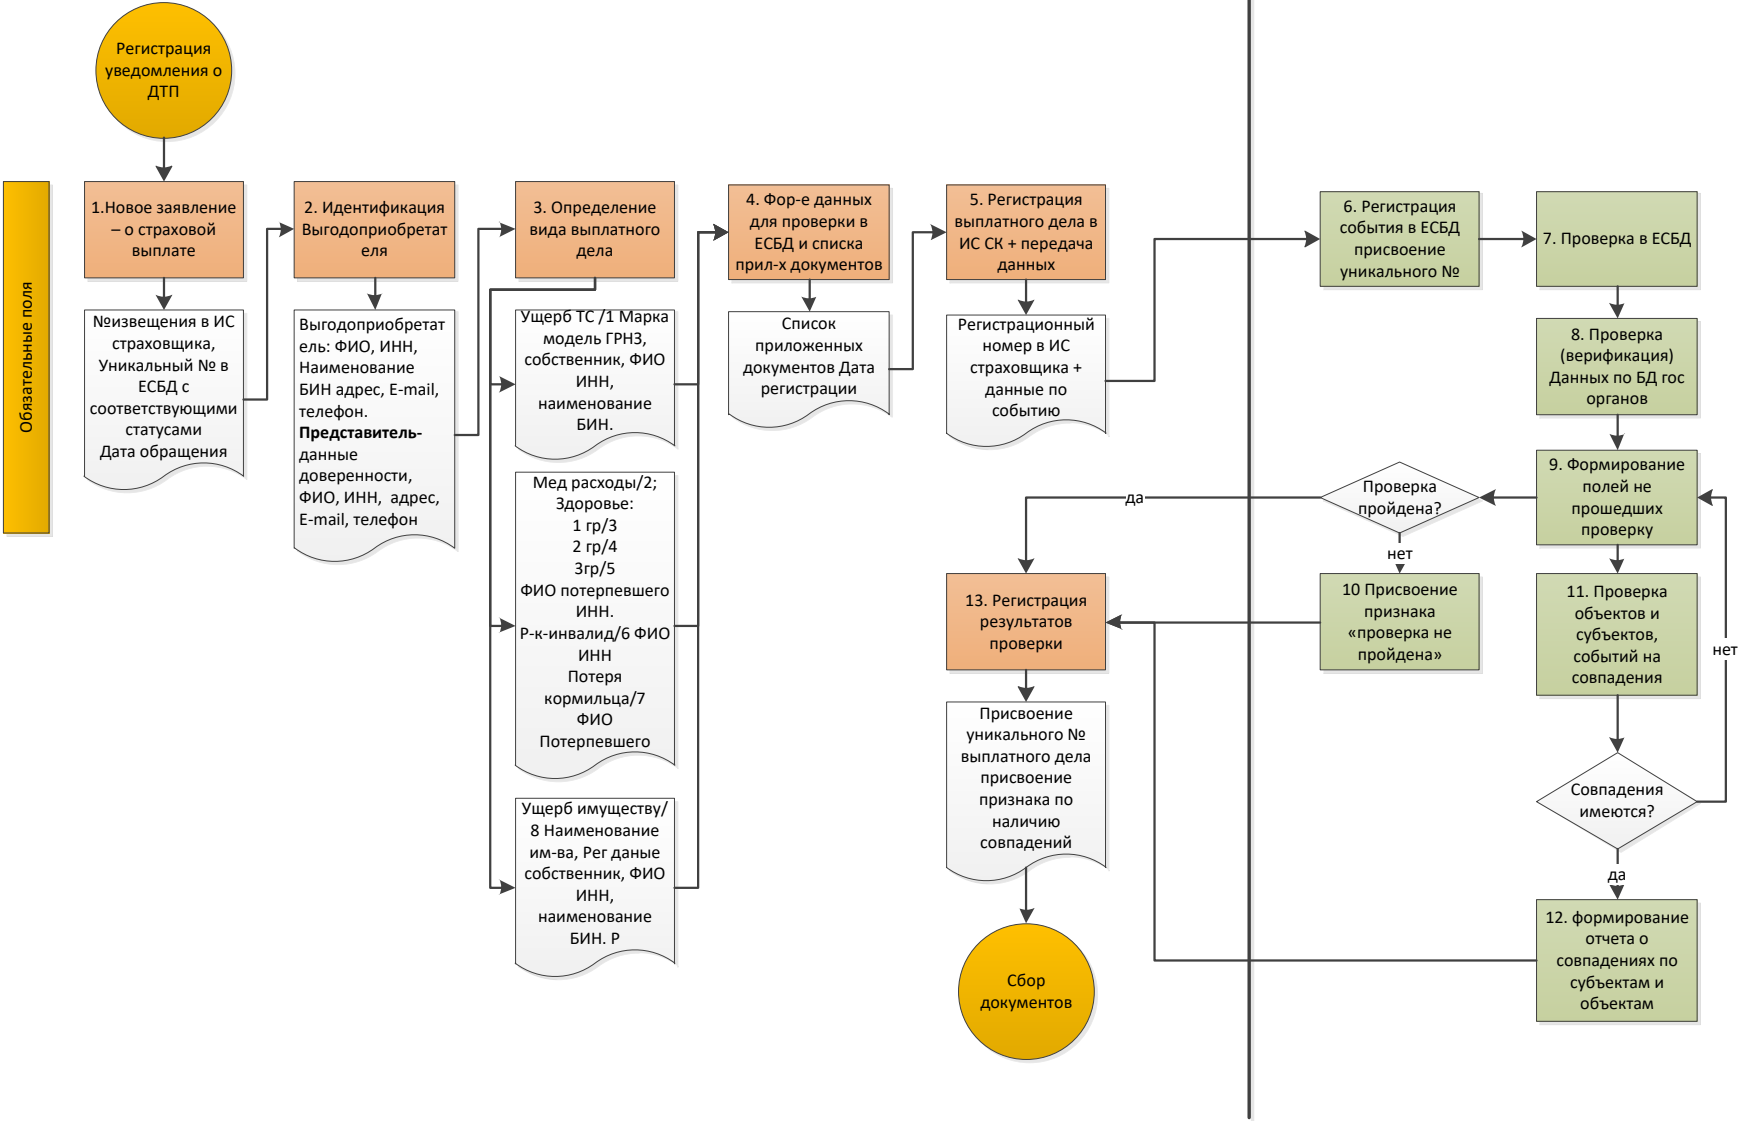 Регистрация
уведомления о
ДТП
Обязательные поля
1.Новое заявление
– о страховой
выплате
№извещения в ИС
страховщика,
Уникальный № в
ЕСБД с
соответствующими
статусами
Дата обращения
2. Идентификация
Выгодоприобретат
еля
Выгодоприобретат
ель: ФИО, ИНН,
Наименование
БИН адрес, E-mail,
телефон.
Представитель-
данные
доверенности,
ФИО, ИНН,  адрес,
E-mail, телефон
3. Определение
вида выплатного
дела
Ущерб ТС /1 Марка
модель ГРНЗ,
собственник, ФИО
ИНН,
наименование
БИН.
Мед расходы/2;
Здоровье:
1 гр/3
2 гр/4
3гр/5
ФИО потерпевшего
ИНН.
Р-к-инвалид/6 ФИО
ИНН
Потеря
кормильца/7
ФИО
Потерпевшего
Ущерб имуществу/
8 Наименование
им-ва, Рег даные
собственник, ФИО
ИНН,
наименование
БИН. Р
4. Фор-е данных
для проверки в
ЕСБД и списка
прил-х документов
Список
приложенных
документов Дата
регистрации
5. Регистрация
выплатного дела в
ИС СК + передача
данных
Регистрационный
номер в ИС
страховщика +
данные по
событию
6. Регистрация
события в ЕСБД
присвоение
уникального №
7. Проверка в ЕСБД
8. Проверка
(верификация)
Данных по БД гос
органов
9. Формирование
полей не
прошедших
проверку
Проверка
пройдена?
да
нет
10 Присвоение
признака
«проверка не
пройдена»
11. Проверка
объектов и
субъектов,
событий на
совпадения
нет
Совпадения
имеются?
да
12. формирование
отчета о
совпадениях по
субъектам и
объектам
13. Регистрация
результатов
проверки
Присвоение
уникального №
выплатного дела
присвоение
признака по
наличию
совпадений
Сбор
документов